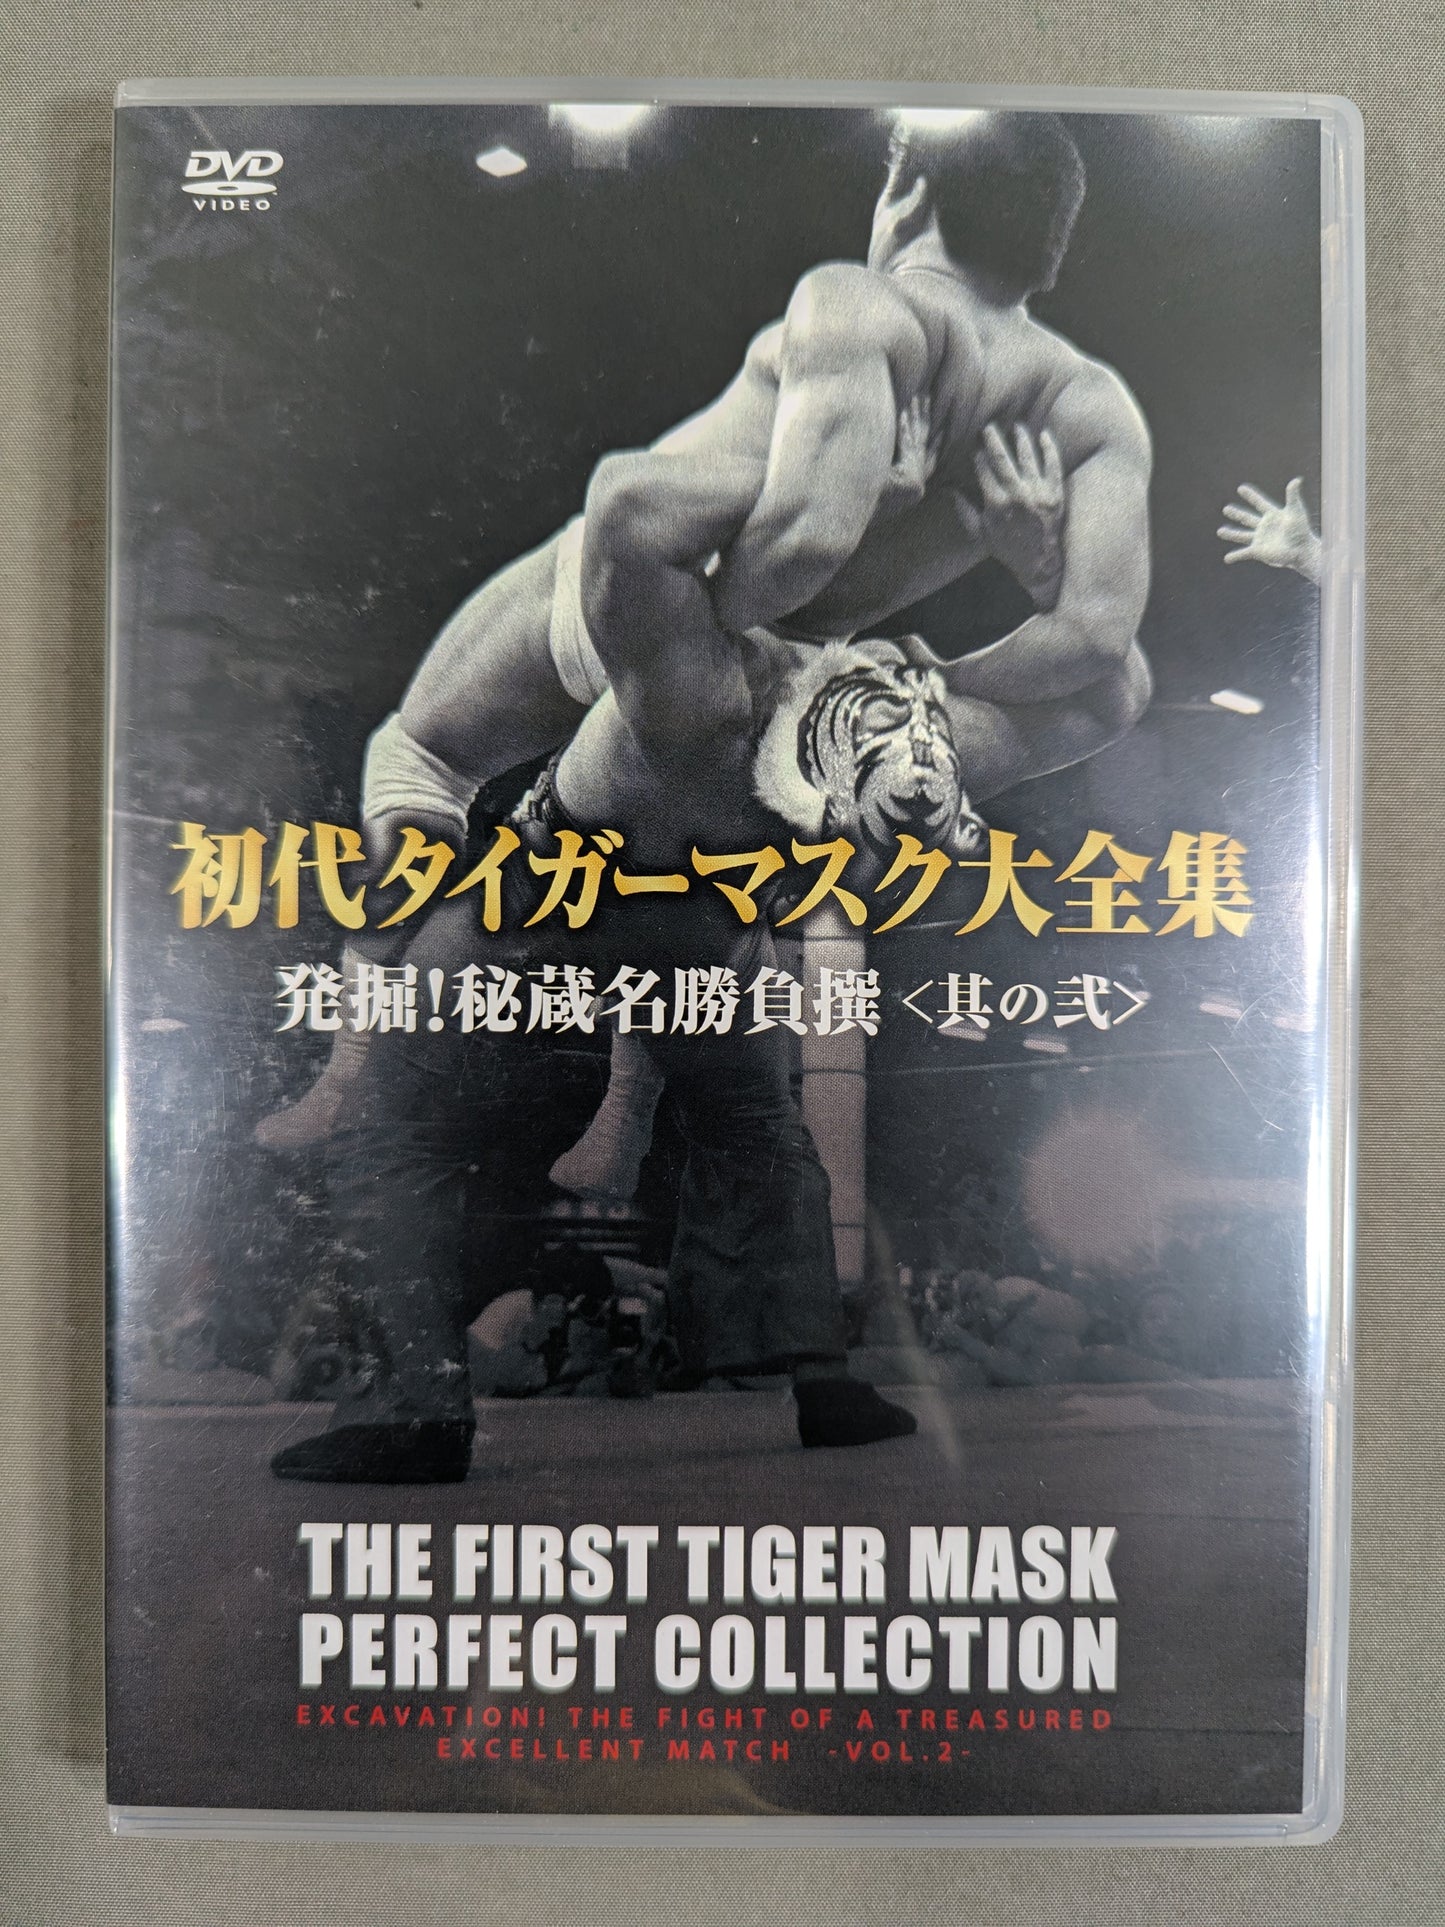 DVD
VIDEO
初代タイガーマスク大全集
発掘!秘蔵名勝負撰<其の弐>
THE FIRST TIGER MASK
PERFECT COLLECTION
EXCAVATION! THE FIGHT OF A TREASURED
EXCELLENT MATCH -VOL.2-